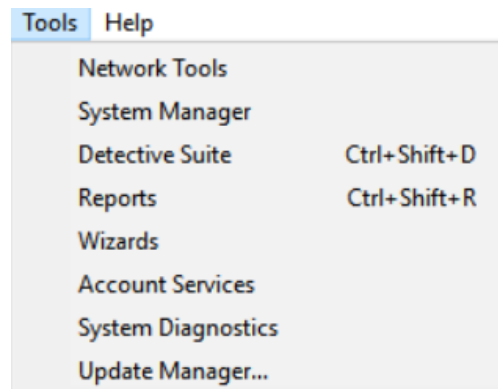 Tools Help
Network Tools
System Manager
Detective Suite Ctrl+Shift+D
Reports Ctrl+Shift+R
Wizards
Account Services
System Diagnostics
Update Manager...